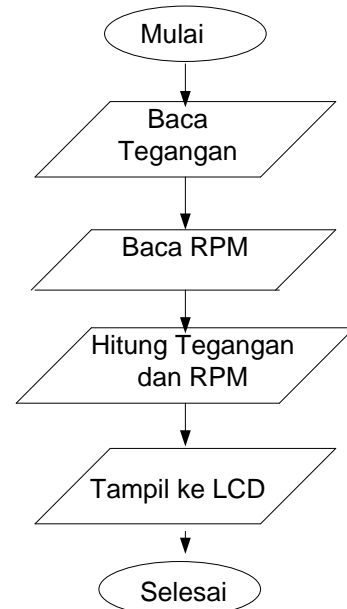 Mulai
Baca
Tegangan
Baca RPM
Hitung Tegangan
dan RPM
Tampil ke LCD
Selesai